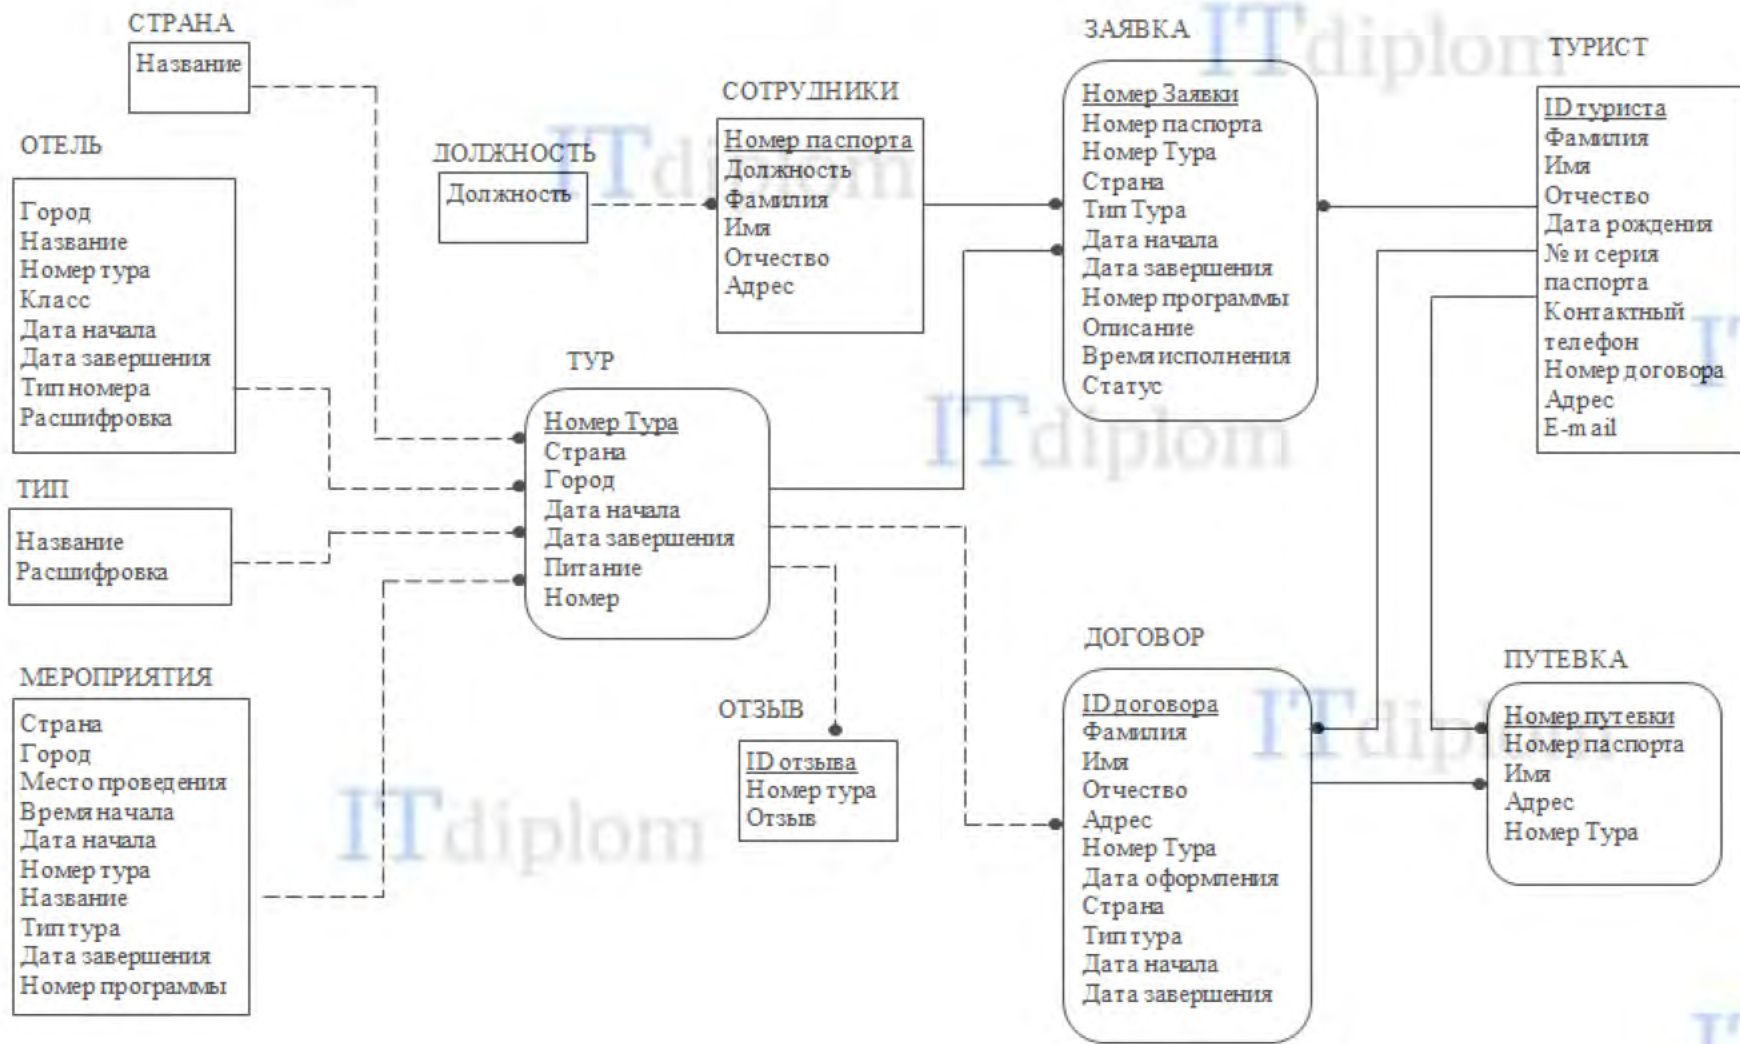 СТРАНА
Название
ОТЕЛЬ
Город
Название
Номер тура
Класс
Дата начала
Дата завершения
Тип номера
Расшифровка
ТИП
Название
Расшифровка
МЕРОПРИЯТИЯ
Страна
Город
Место проведения
Время начала
Дата начала
Номер тура
Название
Тип тура
Дата завершения
Номер программы
ДОЛЖНОСТЬ
Должность
СОТРУДНИКИ
Номер паспорта
Должность
Фамилия
Имя
Отчество
Адрес
ТУР
Номер Тура
Страна
Город
Дата начала
Дата завершения
Питание
Номер
ОТЗЫВ
ID отзыва
Номер тура
Отзыв
ЗАЯВКА
Номер Заявки
Номер паспорта
Номер Тура
Страна
Тип Тура
Дата начала
Дата завершения
Номер программы
Описание
Время исполнения
Статус
ДОГОВОР
ID договора
Фамилия
Имя
Отчество
Адрес
Номер Тура
Дата оформления
Страна
Тип тура
Дата начала
Дата завершения
ТУРИСТ
ID туриста
Фамилия
Имя
Отчество
Дата рождения
№ и серия
паспорта
Контактный
телефон
Номер договора
Адрес
E-mail
ПУТЕВКА
Номер путевки
Номер паспорта
Имя
Адрес
Номер Тура
ITdiplom
ITdiplom
ITdiplom
ITdiplom
ITdiplom
IT
IT